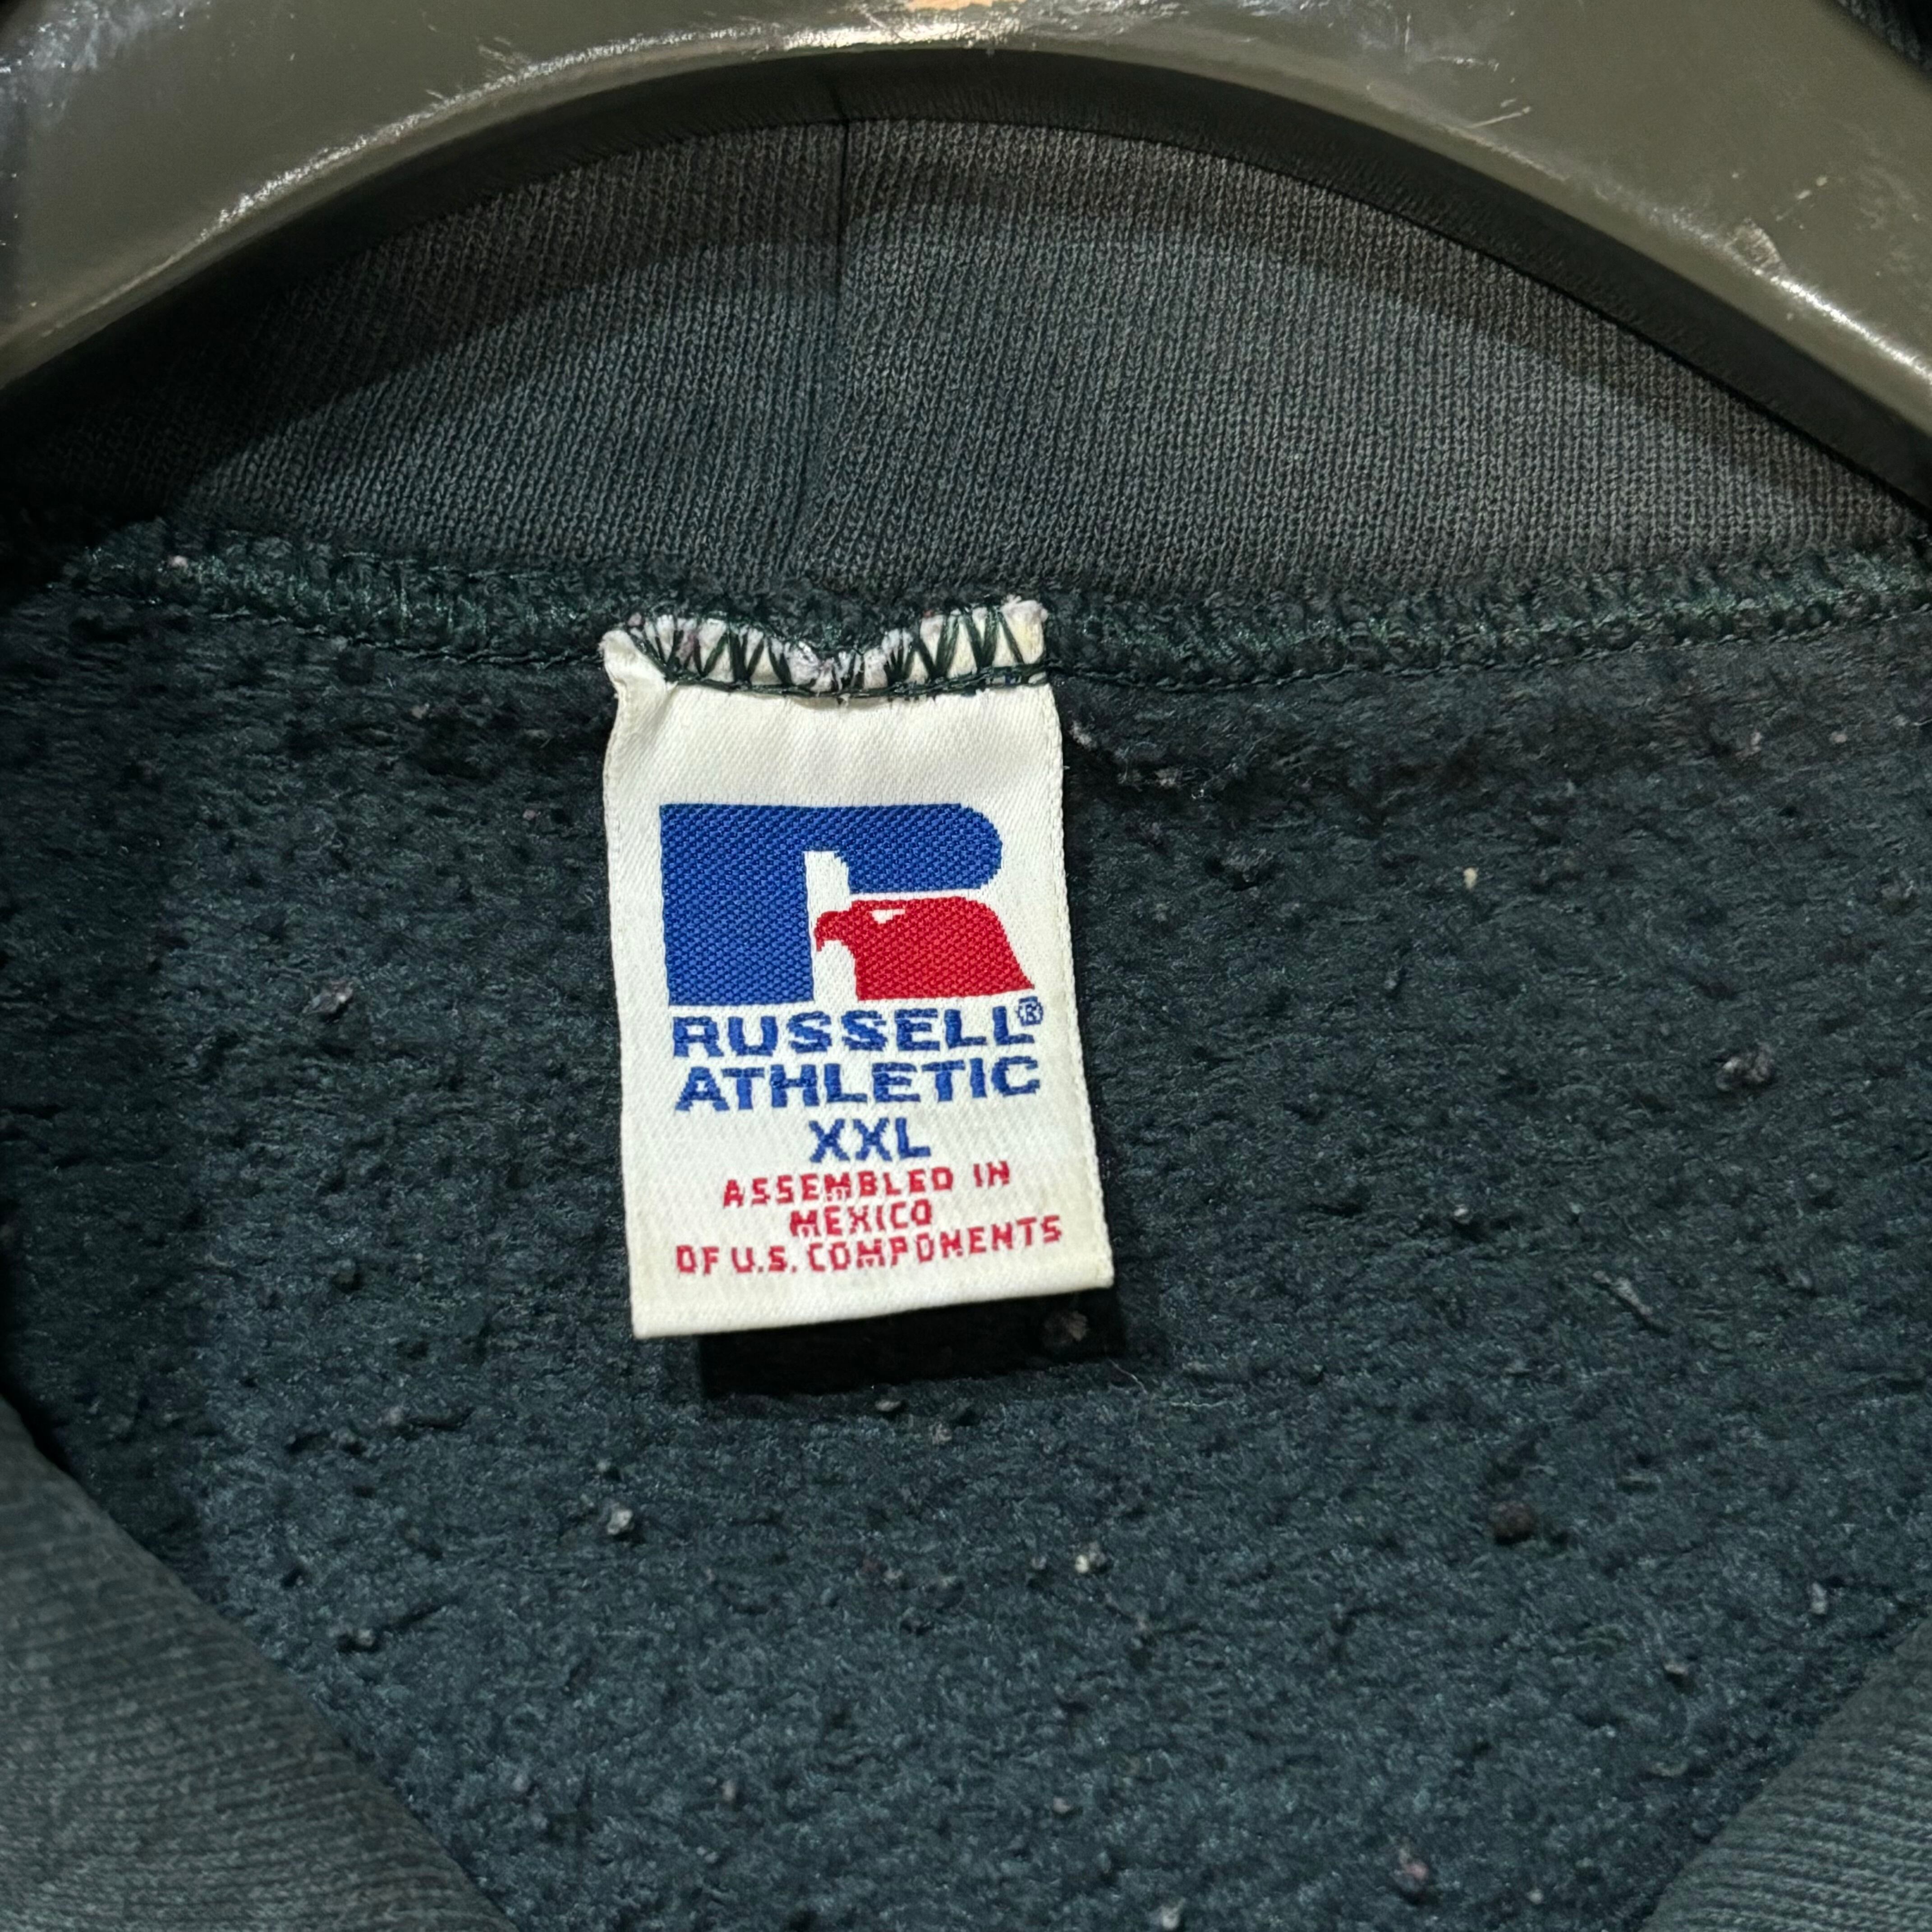 RUSSELL®
ATHLETIC
XXL
ASSEMBLED IN
MEXICO
OF U.S. COMPONENTS